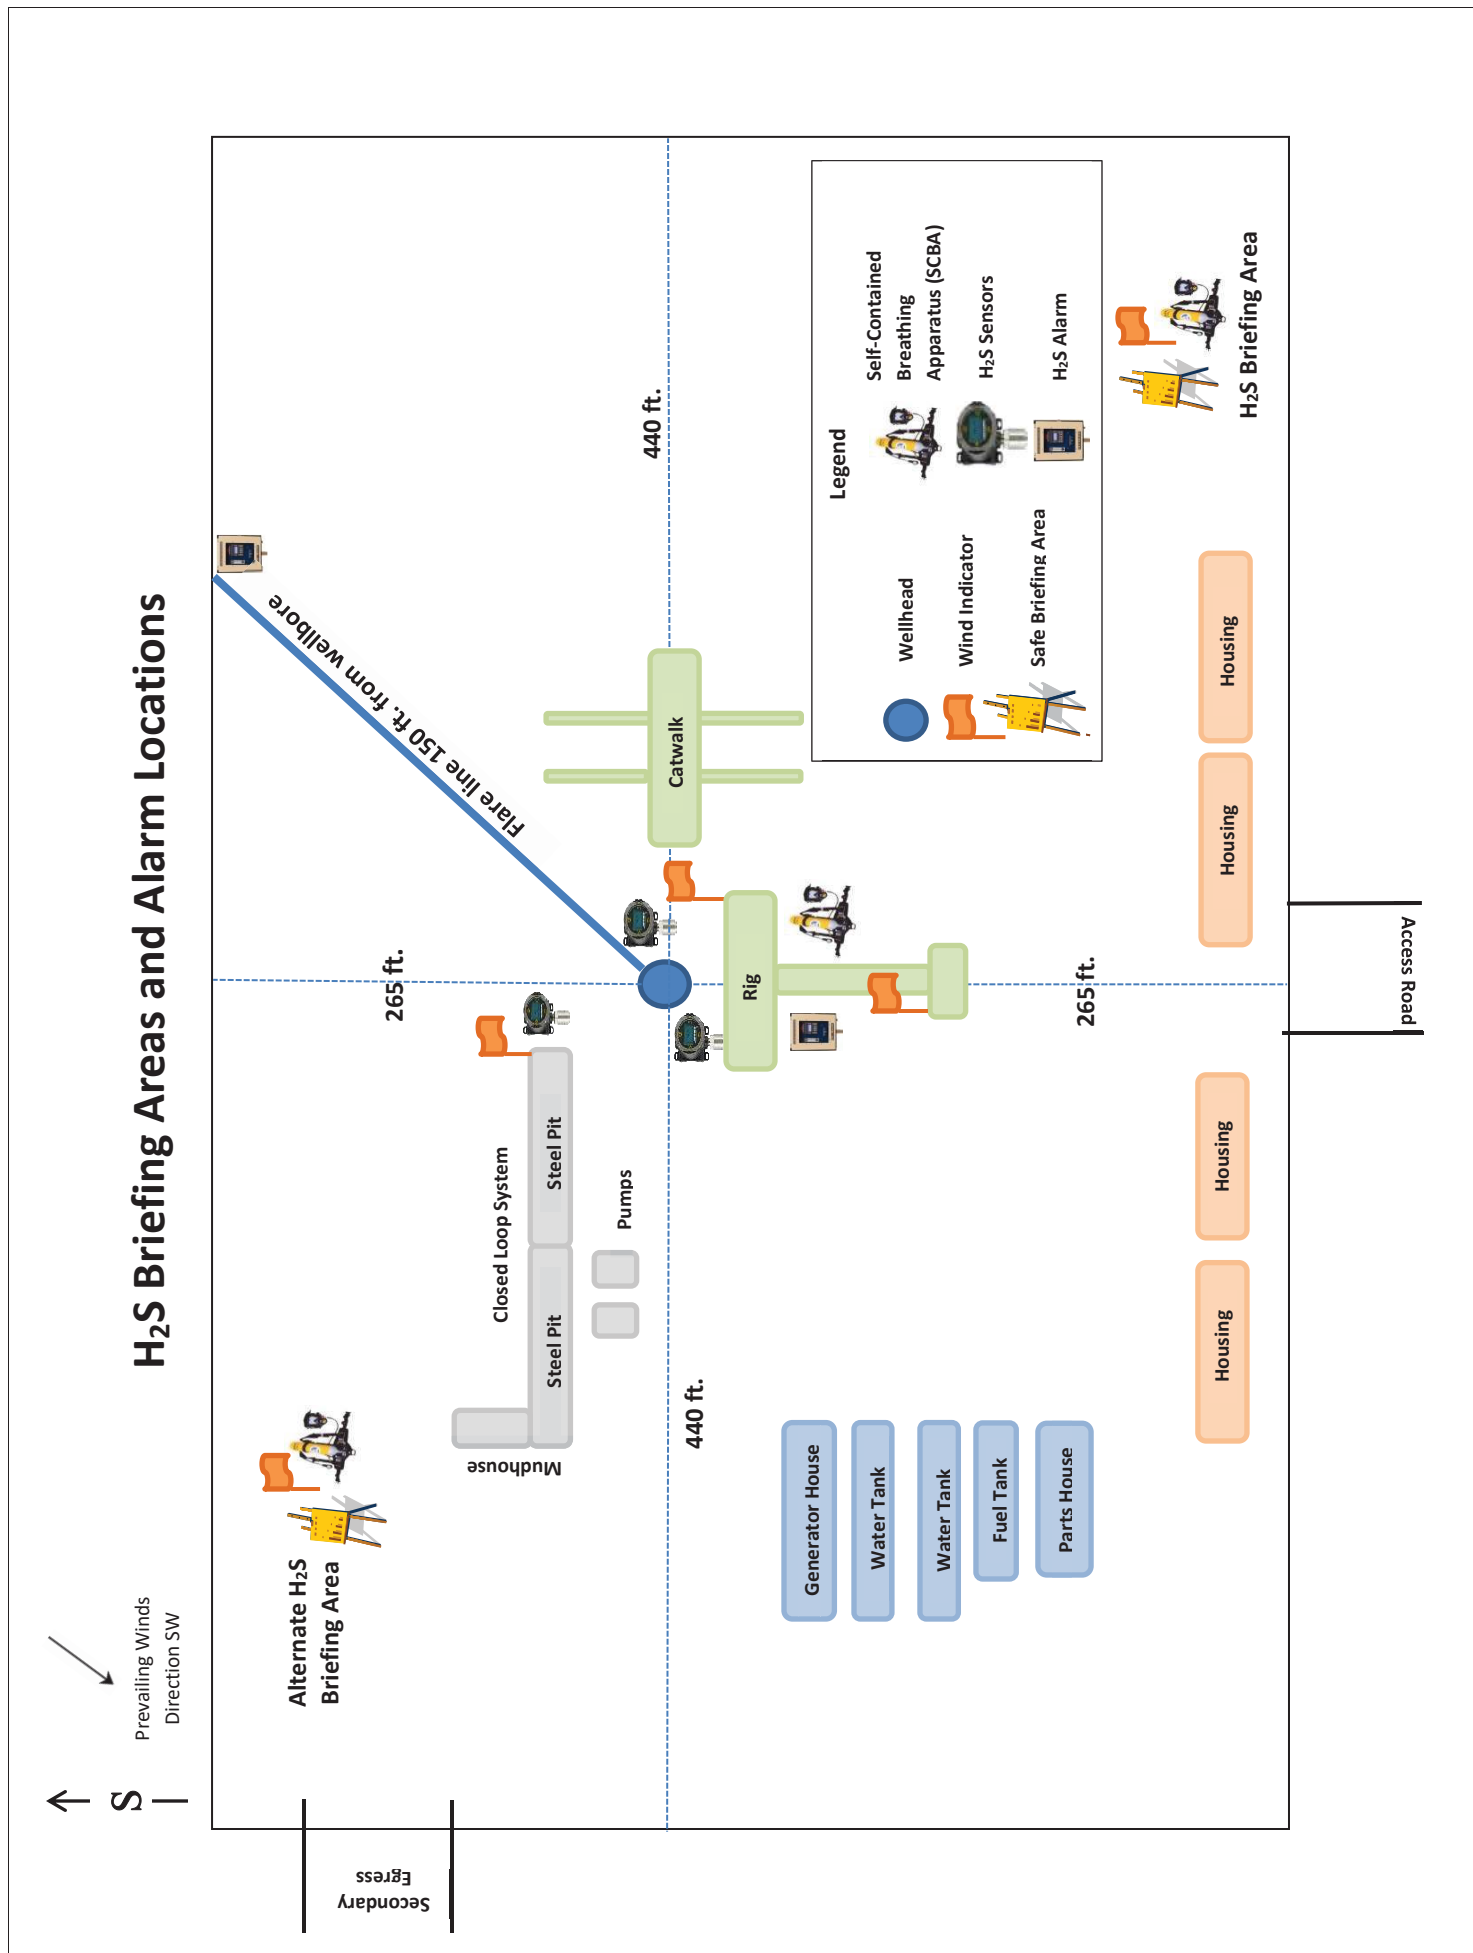 H₂S Briefing Areas and Alarm Locations
Prevailing Winds
Direction SW
S
Secondary
Egress
Alternate H₂S
Briefing Area
Mudhouse
Closed Loop System
Steel Pit
Steel Pit
Pumps
265 ft.
Flare line 150 ft. from wellbore
440 ft.
440 ft.
Catwalk
Rig
265 ft.
Generator House
Water Tank
Water Tank
Fuel Tank
Parts House
Legend
Wellhead
Wind Indicator
Safe Briefing Area
Self-Contained
Breathing
Apparatus (SCBA)
H₂S Sensors
H₂S Alarm
H₂S Briefing Area
Housing
Housing
Housing
Housing
Access Road